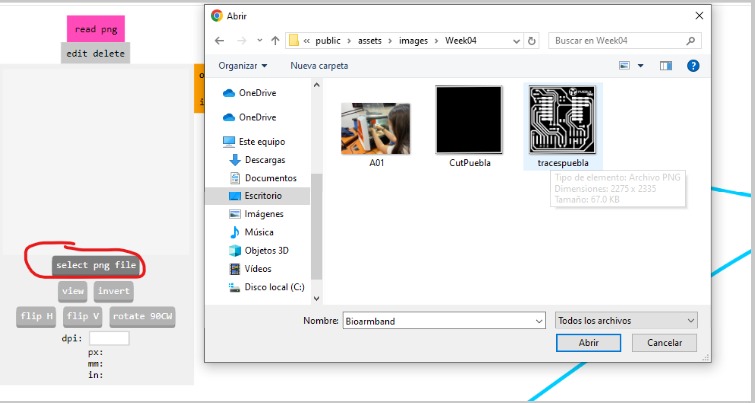 read png
edit delete
select png file
view invert
flip H flip V rotate 90CW
dpi:
px:
mm:
in:
o
i
Abrir
« public › assets › images › Week04
Buscar en Week04
Organizar
Nueva carpeta
OneDrive
OneDrive
Este equipo
Descargas
Documentos
Escritorio
Imágenes
Música
Objetos 3D
Vídeos
Disco local (C:)
A01
CutPuebla
tracespuebla
Tipo de elemento: Archivo PNG
Dimensiones: 2275 x 2335
Tamaño: 67.0 KB
Nombre: Bioarmband
Todos los archivos
Abrir
Cancelar